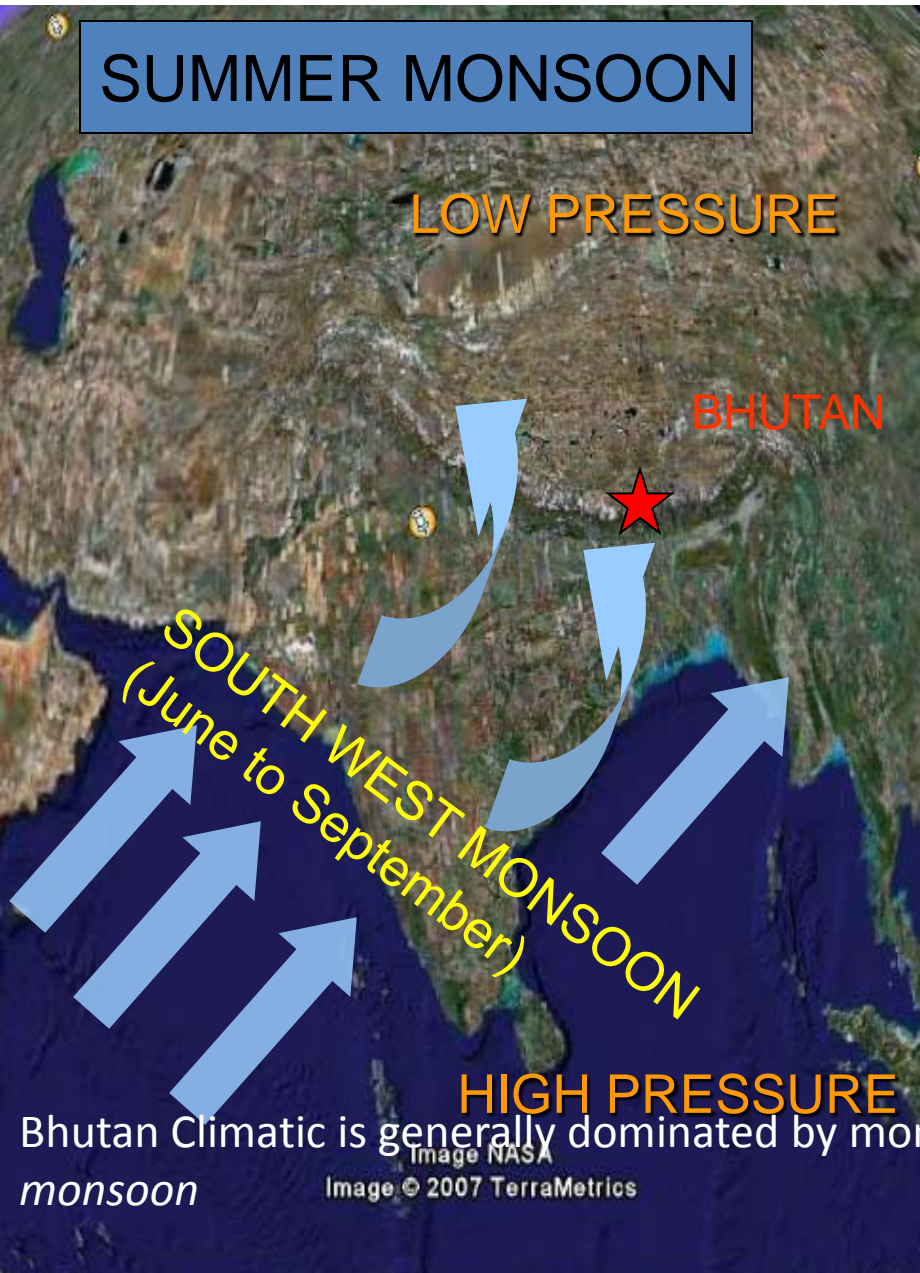 SUMMER MONSOON
LOW PRESSURE
BHUTAN
SOUTH WEST MONSOON
(June to September)
HIGH PRESSURE
Bhutan Climatic is generally dominated by
monsoon
Image NASA
Image © 2007 TerraMetrics